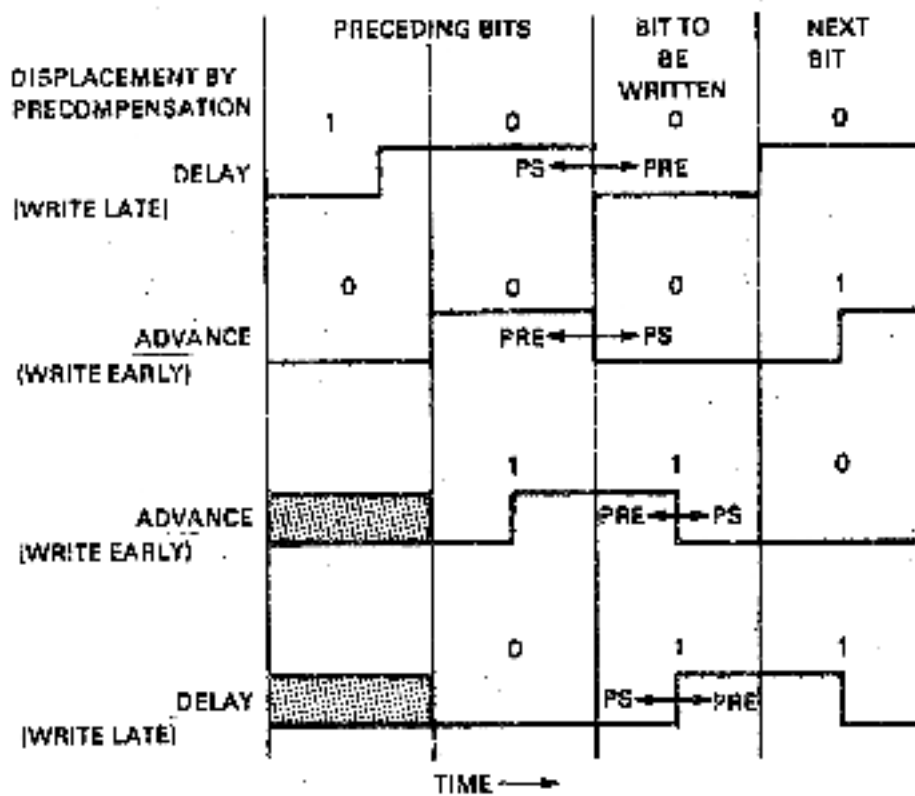 PRECEDING BITS
BIT TO
BE
WRITTEN
NEXT
BIT
DISPLACEMENT BY
PRECOMPENSATION
1 0 0 0
DELAY
(WRITE LATE)
PS PRE
0 0 0 1
ADVANCE
(WRITE EARLY)
PRE PS
1 1 0
ADVANCE
(WRITE EARLY)
PRE PS
0 1 1
DELAY
(WRITE LATE)
PS PRE
TIME